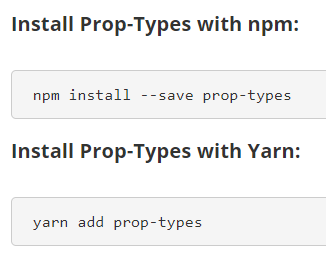 Install Prop-Types with npm:
npm install --save prop-types
Install Prop-Types with Yarn:
yarn add prop-types